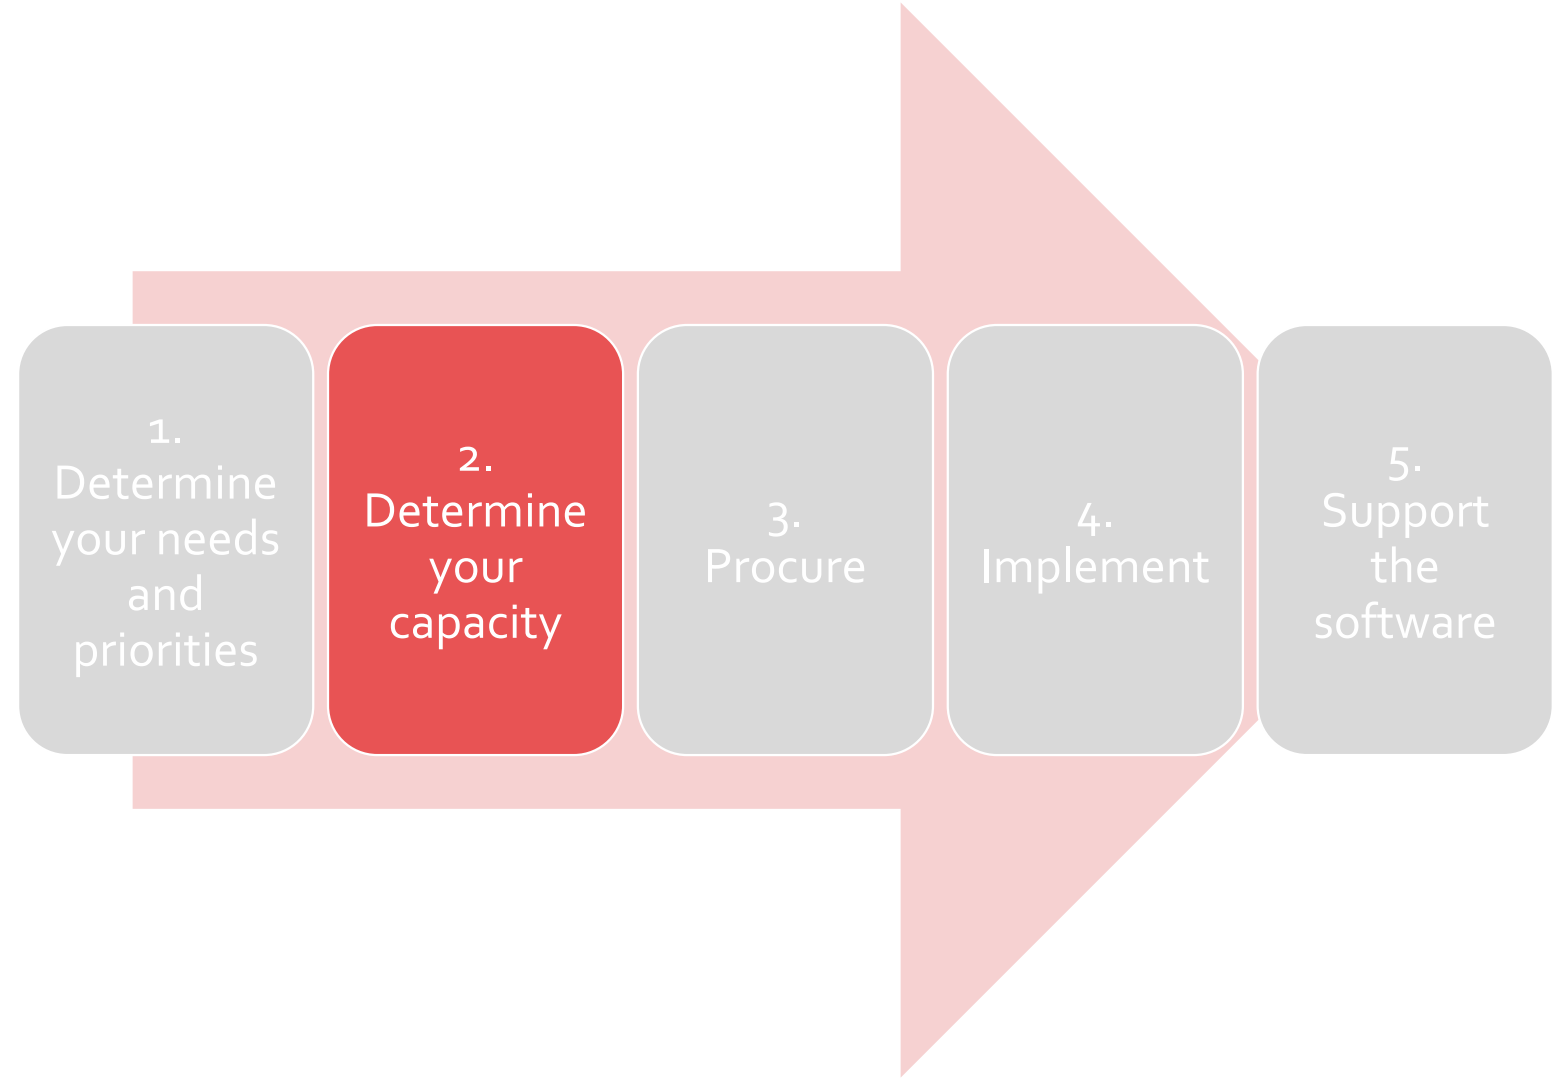 1.
Determine
your needs
and
priorities
2.
Determine
your
capacity
3.
Procure
4.
Implement
5.
Support
the
software